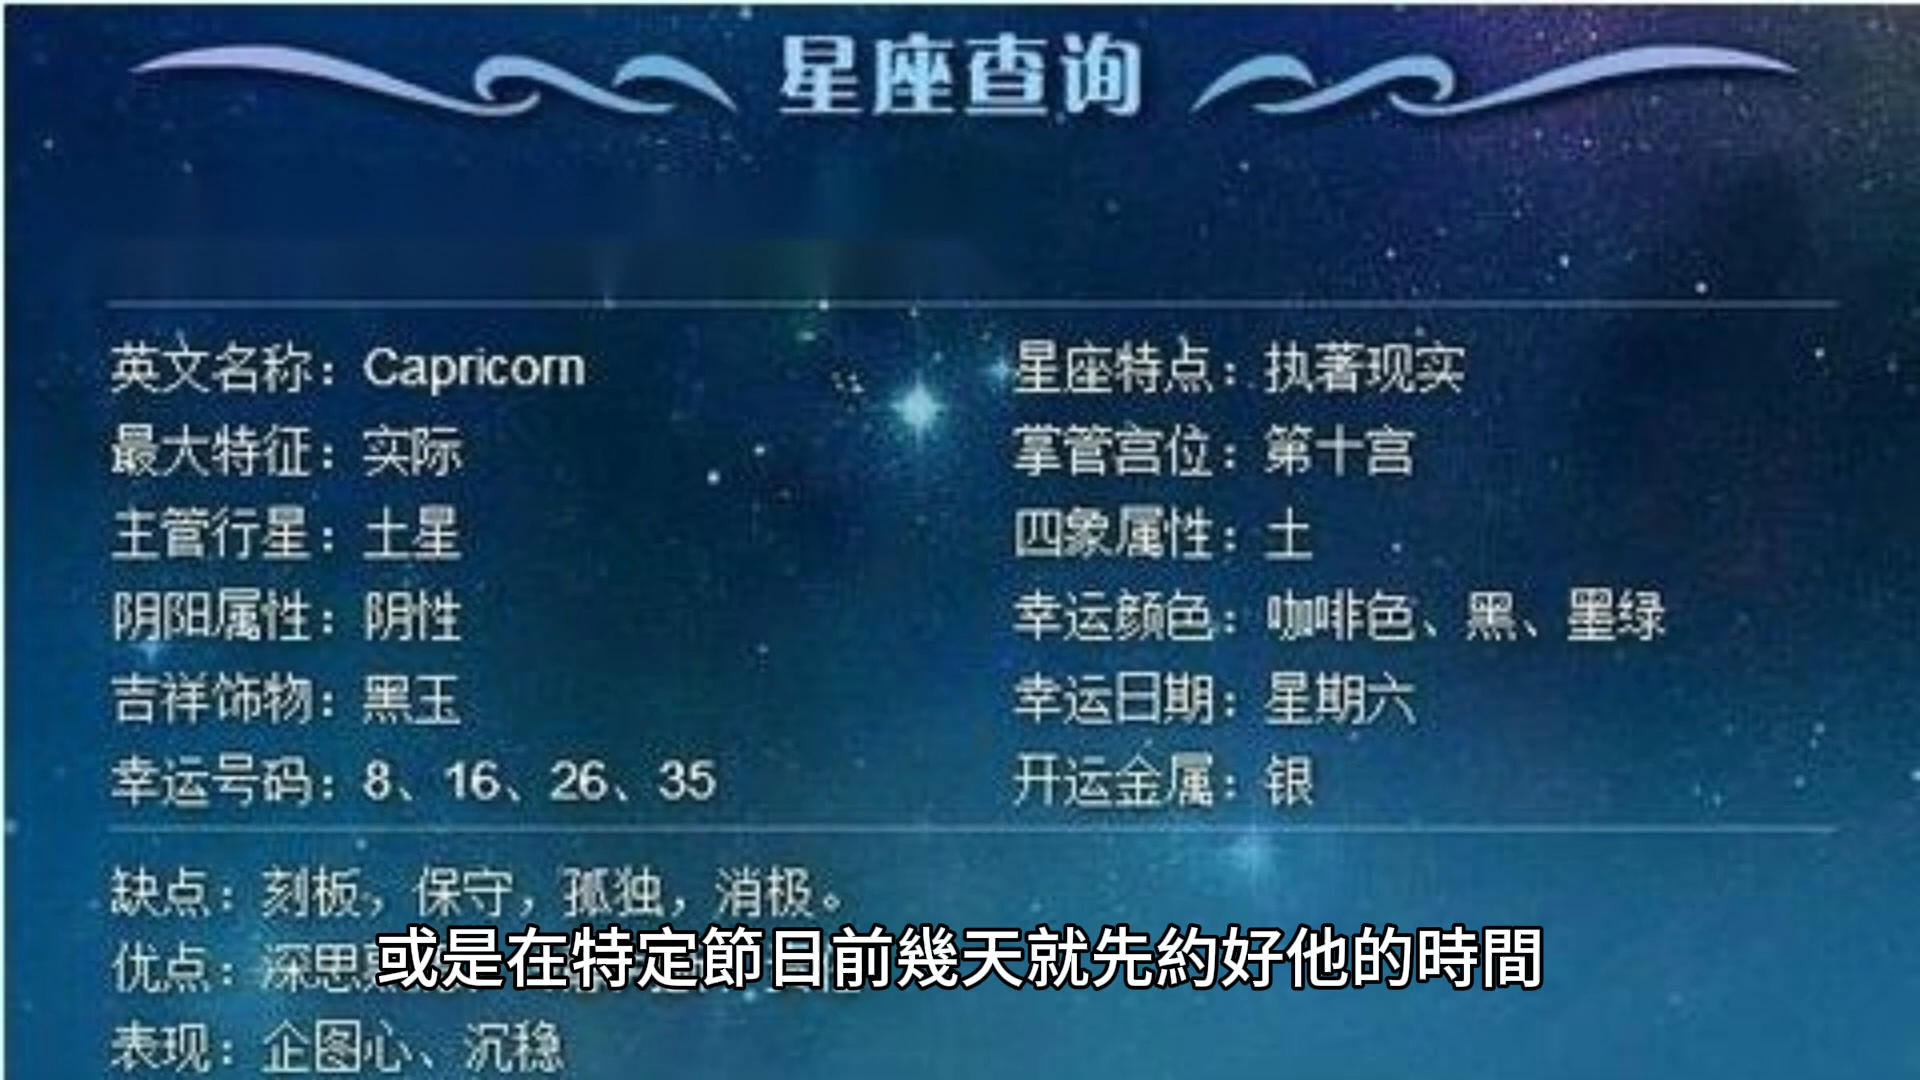 星座查询
英文名称：Capricorn
星座特点：执著现实
最大特征：实际
掌管宫位：第十宫
主管行星：土星
四象属性：土
阴阳属性：阴性
幸运颜色：咖啡色、黑、墨绿
吉祥饰物：黑玉
幸运日期：星期六
幸运号码：8、16、26、35
开运金属：银
缺点：刻板，保守，孤独，消极。
优点：深思
或是在特定節日前幾天就先約好他的時間
表现：企图心、沉稳